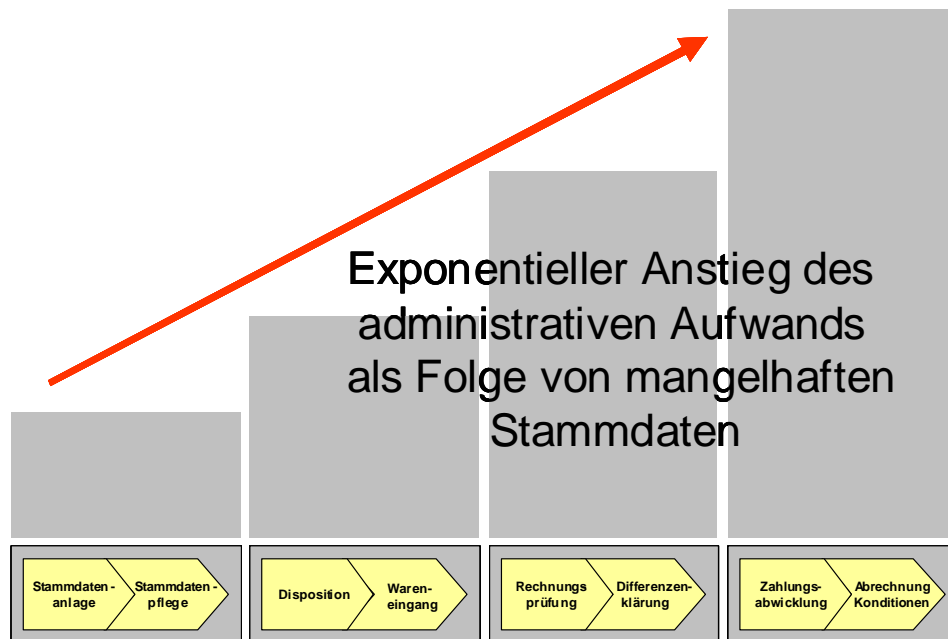 Exponentieller Anstieg des
administrativen Aufwands
als Folge von mangelhaften
Stammdaten
Stammdaten-
anlage
Stammdaten-
pflege
Disposition
Waren-
eingang
Rechnungs
prüfung
Differenzen-
klärung
Zahlungs-
abwicklung
Abrechnung
Konditionen